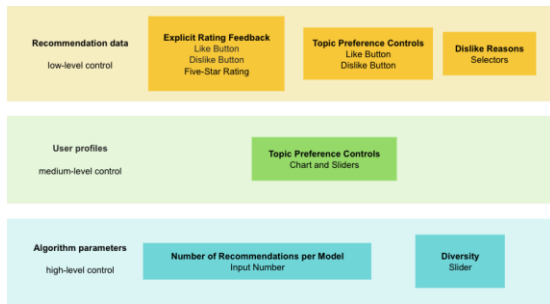 Recommendation data
low-level control
Explicit Rating Feedback
Like Button
Dislike Button
Five-Star Rating
Topic Preference Controls
Like Button
Dislike Button
Dislike Reasons
Selectors
User profiles
medium-level control
Topic Preference Controls
Chart and Sliders
Algorithm parameters
high-level control
Number of Recommendations per Model
Input Number
Diversity
Slider